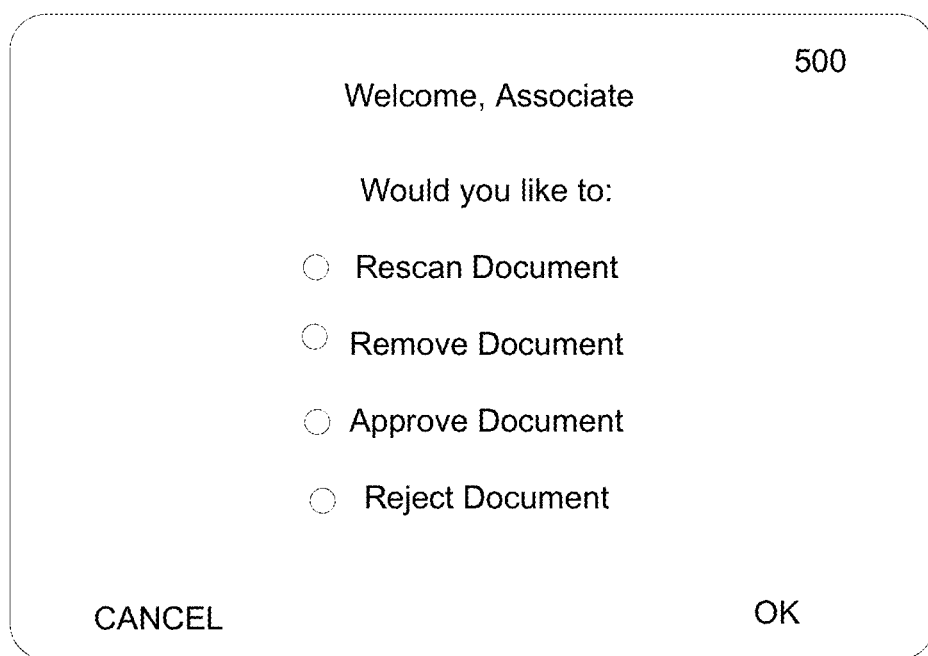 500
Welcome, Associate
Would you like to:
Rescan Document
Remove Document
Approve Document
Reject Document
CANCEL
OK